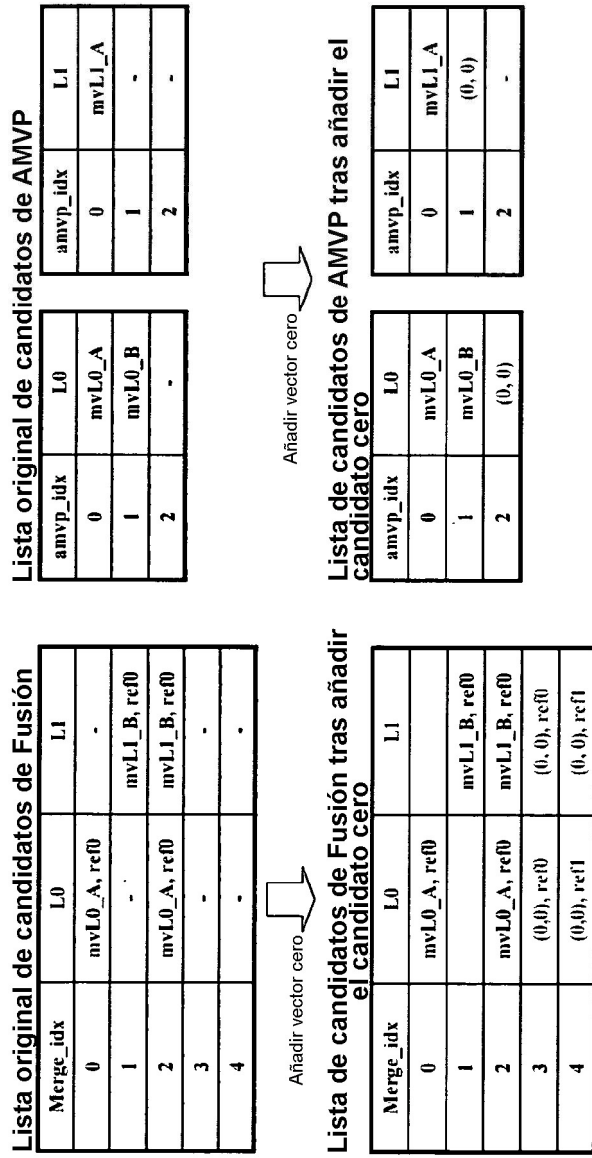 Lista original de candidatos de Fusión
Merge_idx L0 L1
0 mvL0_A, ref0 -
1 - mvL1_B, ref0
2 mvL0_A, ref0 mvL1_B, ref0
3 - -
4 - -
Añadir vector cero
Lista de candidatos de Fusión tras añadir
el candidato cero
Merge_idx L0 L1
0 mvL0_A, ref0
1 mvL1_B, ref0
2 mvL0_A, ref0 mvL1_B, ref0
3 (0,0), ref0 (0, 0), ref0
4 (0,0), ref1 (0, 0), ref1
Lista original de candidatos de AMVP
amvp_idx L0
0 mvL0_A
1 mvL0_B
2 -
amvp_idx L1
0 mvL1_A
1 -
2 -
Añadir vector cero
Lista de candidatos de AMVP tras añadir el
candidato cero
amvp_idx L0
0 mvL0_A
1 mvL0_B
2 (0, 0)
amvp_idx L1
0 mvL1_A
1 (0, 0)
2 -